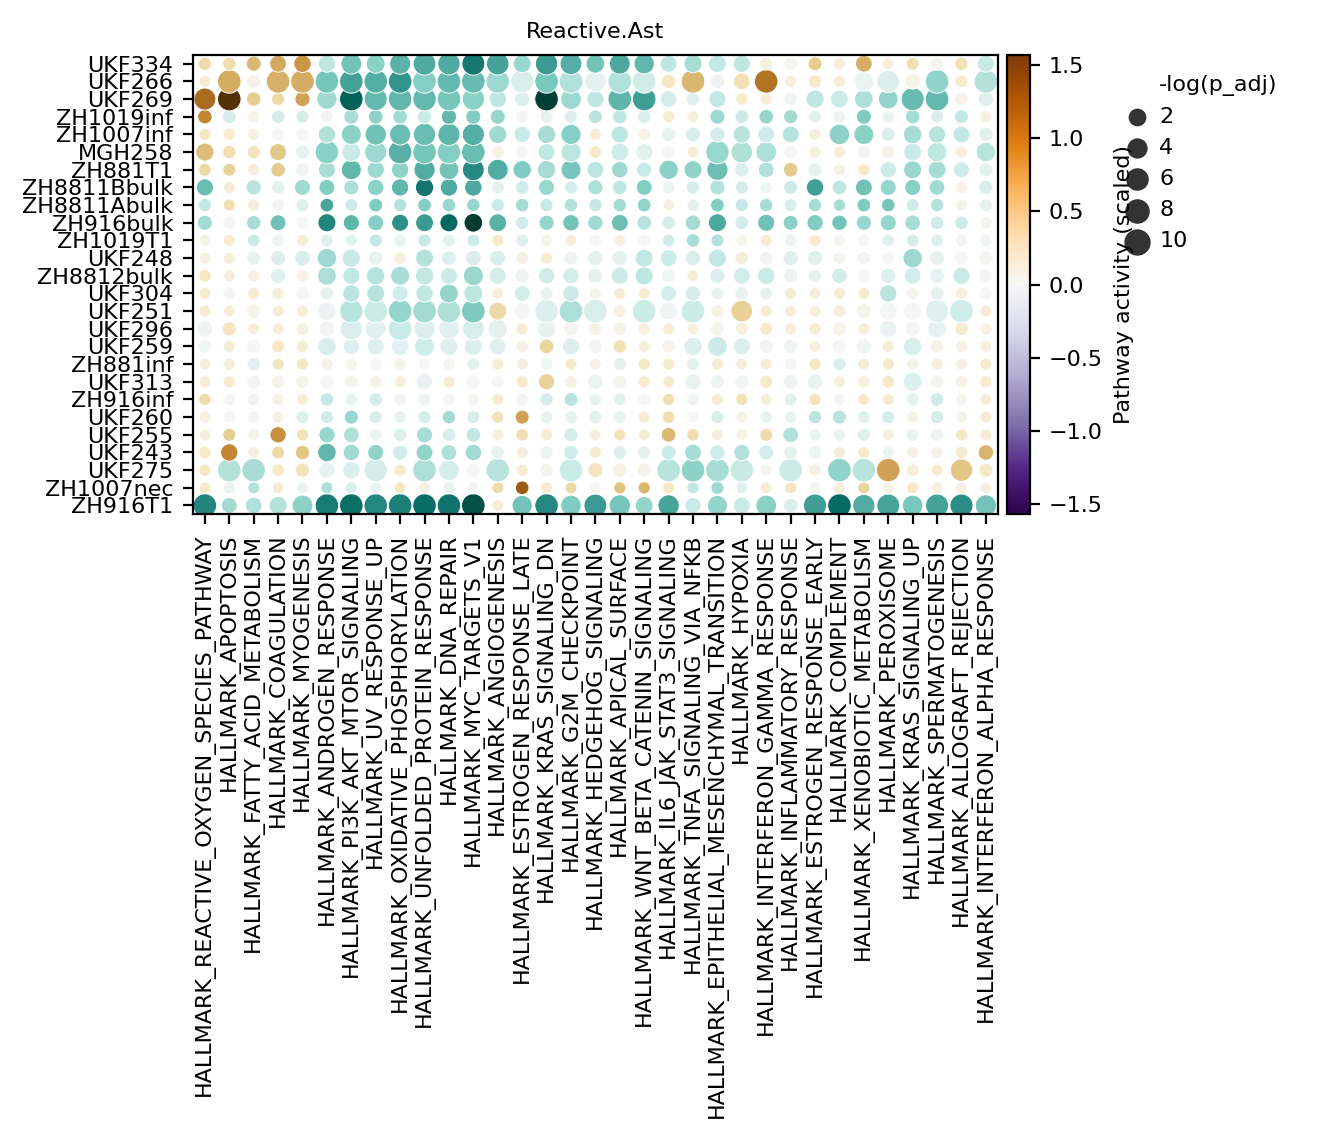 Reactive.Ast
UKF334
UKF266
UKF269
ZH1019inf
ZH1007inf
MGH258
ZH881T1
ZH8811Bbulk
ZH8811Abulk
ZH916bulk
ZH1019T1
UKF248
ZH8812bulk
UKF304
UKF251
UKF296
UKF259
ZH881inf
UKF313
ZH916inf
UKF260
UKF255
UKF243
UKF275
ZH1007nec
ZH916T1
HALLMARK_REACTIVE_OXYGEN_SPECIES_PATHWAY
HALLMARK_APOPTOSIS
HALLMARK_FATTY_ACID_METABOLISM
HALLMARK_COAGULATION
HALLMARK_MYOGENESIS
HALLMARK_ANDROGEN_RESPONSE
HALLMARK_PI3K_AKT_MTOR_SIGNALING
HALLMARK_UV_RESPONSE_UP
HALLMARK_OXIDATIVE_PHOSPHORYLATION
HALLMARK_UNFOLDED_PROTEIN_RESPONSE
HALLMARK_DNA_REPAIR
HALLMARK_MYC_TARGETS_V1
HALLMARK_ANGIOGENESIS
HALLMARK_ESTROGEN_RESPONSE_LATE
HALLMARK_KRAS_SIGNALING_DN
HALLMARK_G2M_CHECKPOINT
HALLMARK_HEDGEHOG_SIGNALING
HALLMARK_APICAL_SURFACE
HALLMARK_WNT_BETA_CATENIN_SIGNALING
HALLMARK_IL6_JAK_STAT3_SIGNALING
HALLMARK_TNFA_SIGNALING_VIA_NFKB
HALLMARK_EPITHELIAL_MESENCHYMAL_TRANSITION
HALLMARK_HYPOXIA
HALLMARK_INTERFERON_GAMMA_RESPONSE
HALLMARK_INFLAMMATORY_RESPONSE
HALLMARK_ESTROGEN_RESPONSE_EARLY
HALLMARK_COMPLEMENT
HALLMARK_XENOBIOTIC_METABOLISM
HALLMARK_PEROXISOME
HALLMARK_KRAS_SIGNALING_UP
HALLMARK_SPERMATOGENESIS
HALLMARK_ALLOGRAFT_REJECTION
HALLMARK_INTERFERON_ALPHA_RESPONSE
1.5
1.0
0.5
0.0
−0.5
−1.0
−1.5
Pathway activity (scaled)
-log(p_adj)
2
4
6
8
10